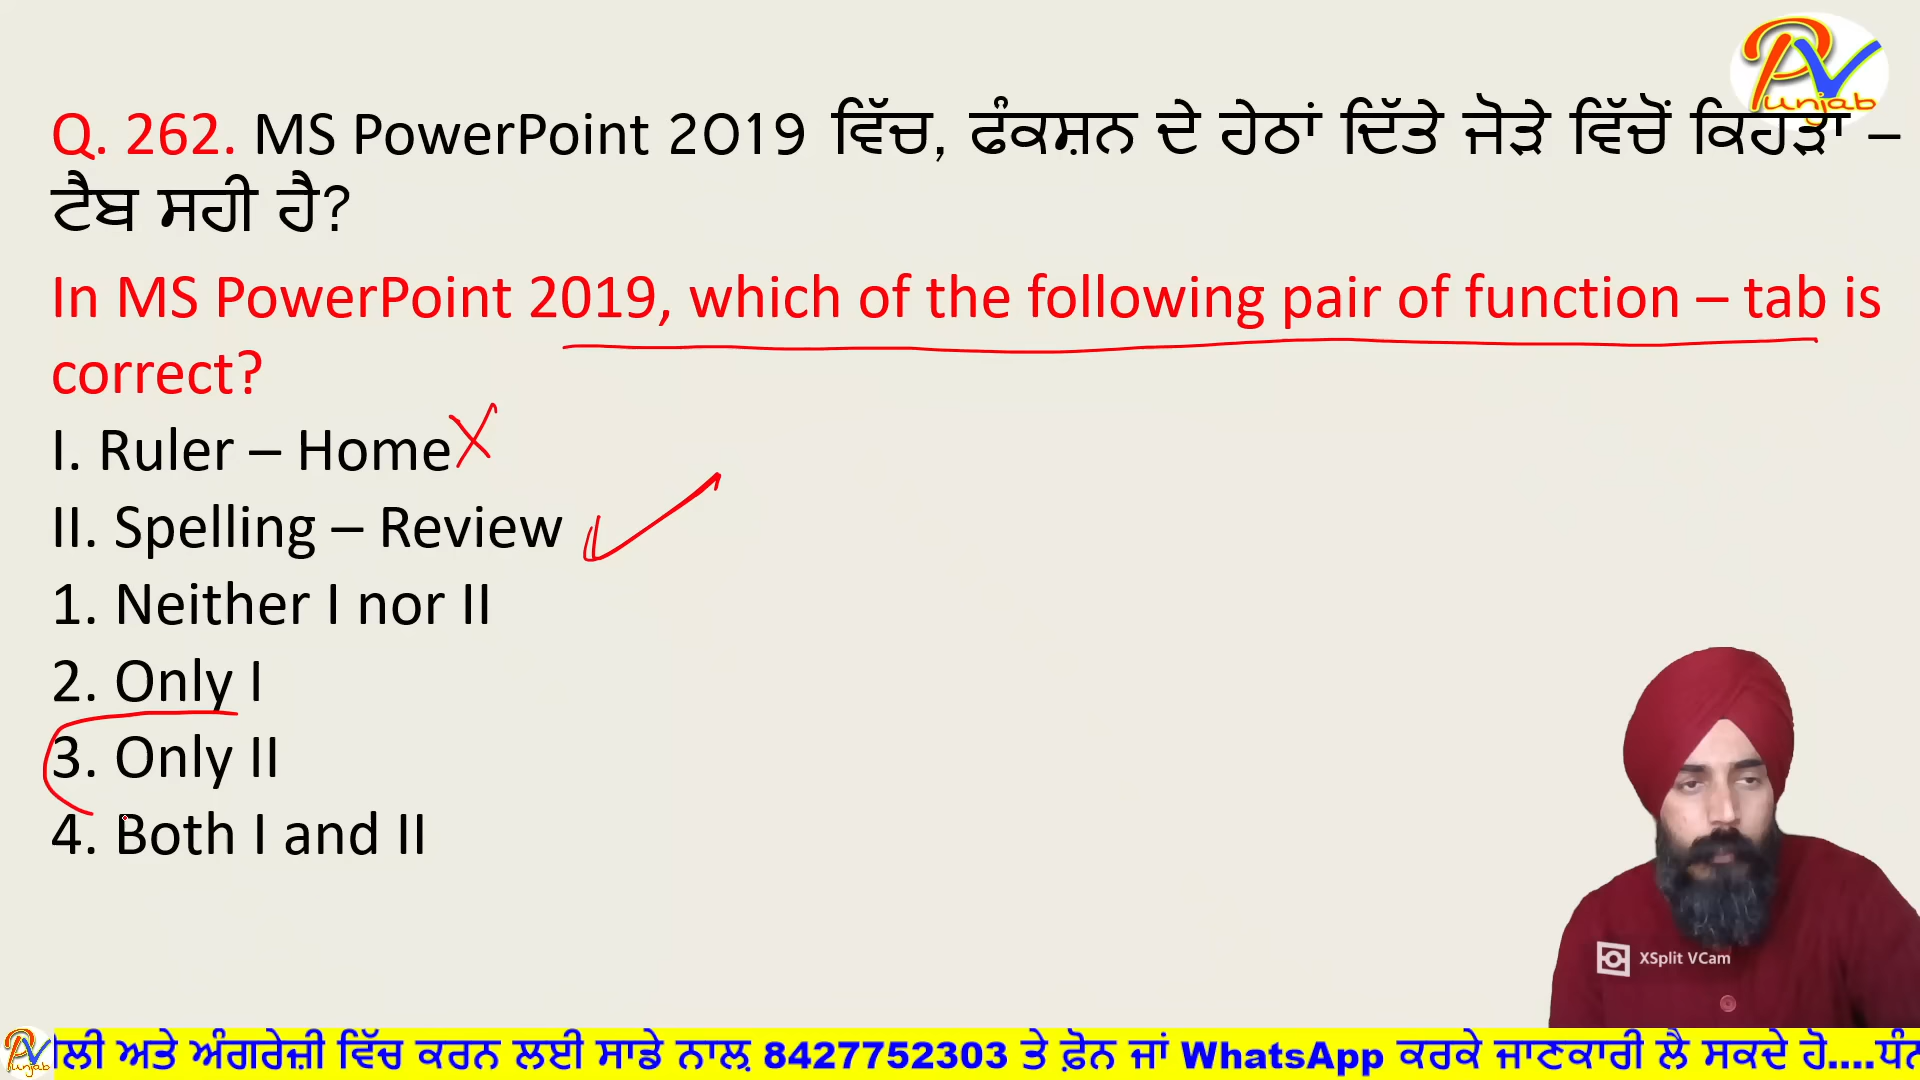 PV
unjab
Q. 262. MS PowerPoint 2019 ਵਿੱਚ, ਫੰਕਸ਼ਨ ਦੇ ਹੇਠਾਂ ਦਿੱਤੇ ਜੋੜੇ ਵਿੱਚੋਂ ਕਿਹੜਾ –
ਟੈਬ ਸਹੀ ਹੈ?
In MS PowerPoint 2019, which of the following pair of function – tab is
correct?
I. Ruler – Home
II. Spelling – Review
1. Neither I nor II
2. Only I
3. Only II
4. Both I and II
XSplit VCam
ਅਤੇ ਅੰਗਰੇਜ਼ੀ ਵਿੱਚ ਕਰਨ ਲਈ ਸਾਡੇ ਨਾਲ਼ 8427752303 ਤੇ ਫ਼ੋਨ ਜਾਂ WhatsApp ਕਰਕੇ ਜਾਣਕਾਰੀ ਲੈ ਸਕਦੇ ਹੋ....